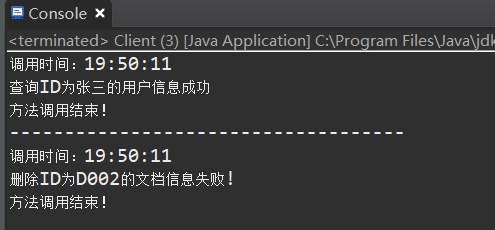 Console
<terminated> Client (3) [Java Application] C:\Program Files\Java\jdk
调用时间：19:50:11
查询ID为张三的用户信息成功
方法调用结束!
------------------------------------
调用时间：19:50:11
删除ID为D002的文档信息失败!
方法调用结束!